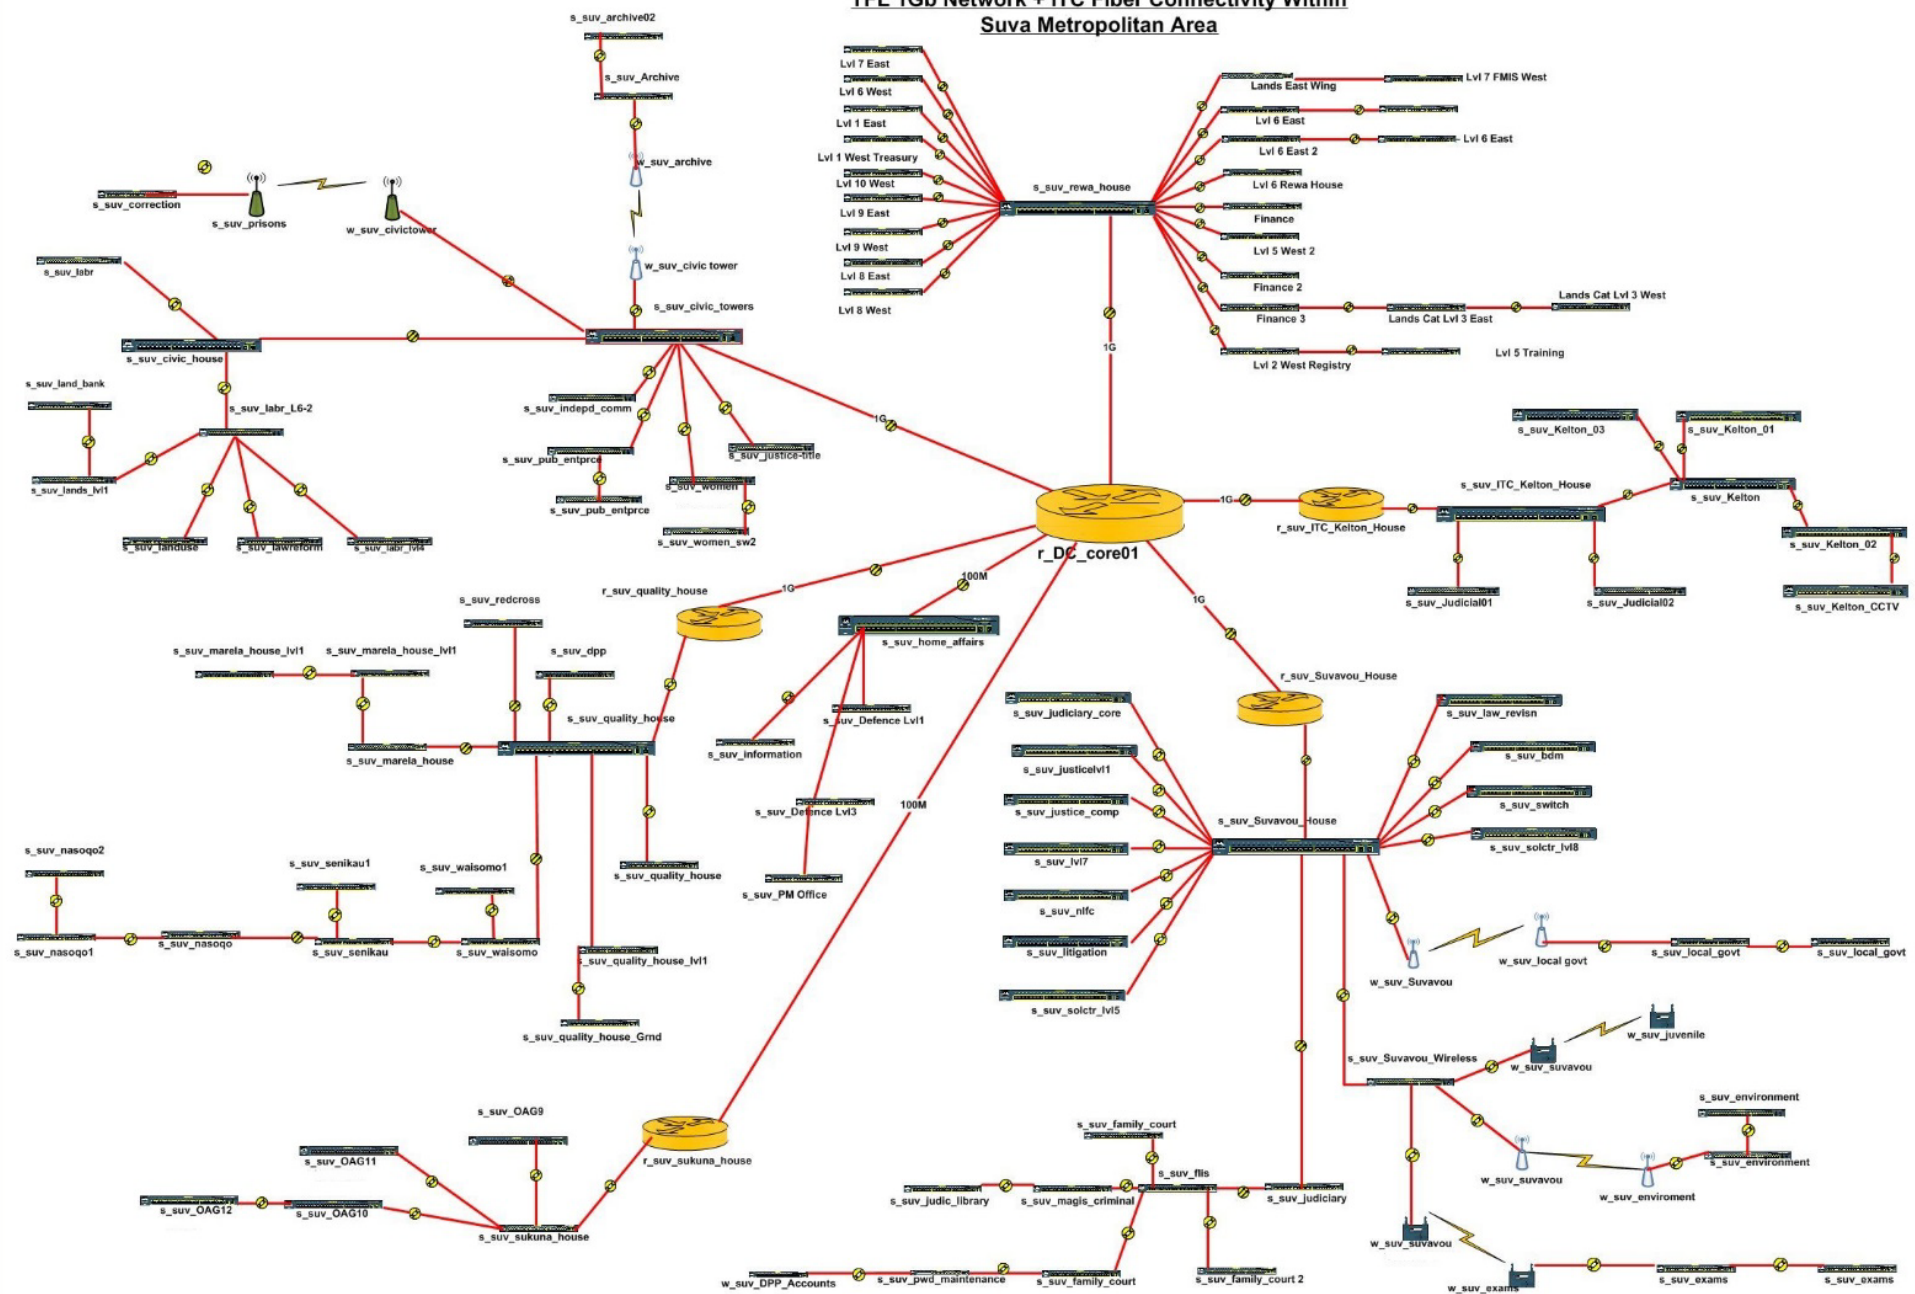 TFL 1Gb Network + ITC Fiber Connectivity Within
Suva Metropolitan Area
s_suv_archive02
s_suv_Archive
w_suv_archive
s_suv_correction
s_suv_prisons
w_suv_civictower
w_suv_civic tower
s_suv_civic_towers
s_suv_labr
s_suv_civic_house
s_suv_land_bank
s_suv_labr_L6-2
s_suv_lands_lvl1
s_suv_landuse
s_suv_lawreform
s_suv_labr_lvl4
s_suv_indepd_comm
s_suv_pub_entprce
s_suv_pub_entprce
s_suv_justice-title
s_suv_women
s_suv_women_sw2
1G
Lvl 7 East
Lvl 6 West
Lvl 1 East
Lvl 1 West Treasury
Lvl 10 West
Lvl 9 East
Lvl 9 West
Lvl 8 East
Lvl 8 West
s_suv_rewa_house
1G
Lands East Wing
Lvl 7 FMIS West
Lvl 6 East
Lvl 6 East 2
Lvl 6 East
Lvl 6 Rewa House
Finance
Lvl 5 West 2
Finance 2
Finance 3
Lands Cat Lvl 3 East
Lands Cat Lvl 3 West
Lvl 2 West Registry
Lvl 5 Training
r_DC_core01
1G
r_suv_ITC_Kelton_House
s_suv_ITC_Kelton_House
s_suv_Kelton_03
s_suv_Kelton_01
s_suv_Kelton
s_suv_Kelton_02
s_suv_Kelton_CCTV
s_suv_Judicial01
s_suv_Judicial02
1G
r_suv_quality_house
s_suv_redcross
s_suv_marela_house_lvl1
s_suv_marela_house_lvl1
s_suv_dpp
s_suv_quality_house
s_suv_marela_house
s_suv_quality_house
s_suv_nasoqo2
s_suv_senikau1
s_suv_waisomo1
s_suv_nasoqo1
s_suv_nasoqo
s_suv_senikau
s_suv_waisomo
s_suv_quality_house_lvl1
s_suv_quality_house_Grnd
100M
s_suv_home_affairs
s_suv_Defence Lvl1
s_suv_information
s_suv_Defence Lvl3
s_suv_PM Office
100M
r_suv_sukuna_house
s_suv_OAG9
s_suv_OAG11
s_suv_OAG12
s_suv_OAG10
s_suv_sukuna_house
1G
r_suv_Suvavou_House
s_suv_judiciary_core
s_suv_justicelvl1
s_suv_justice_comp
s_suv_lvl7
s_suv_nlfc
s_suv_litigation
s_suv_solctr_lvl5
s_suv_Suvavou_House
s_suv_law_revisn
s_suv_bdm
s_suv_switch
s_suv_solctr_lvl8
w_suv_Suvavou
w_suv_local govt
s_suv_local_govt
s_suv_local_govt
s_suv_Suvavou_Wireless
w_suv_suvavou
w_suv_juvenile
w_suv_suvavou
w_suv_enviroment
s_suv_environment
s_suv_environment
w_suv_suvavou
w_suv_exams
s_suv_exams
s_suv_exams
s_suv_family_court
s_suv_flis
s_suv_judic_library
s_suv_magis_criminal
s_suv_judiciary
w_suv_DPP_Accounts
s_suv_pwd_maintenance
s_suv_family_court
s_suv_family_court 2